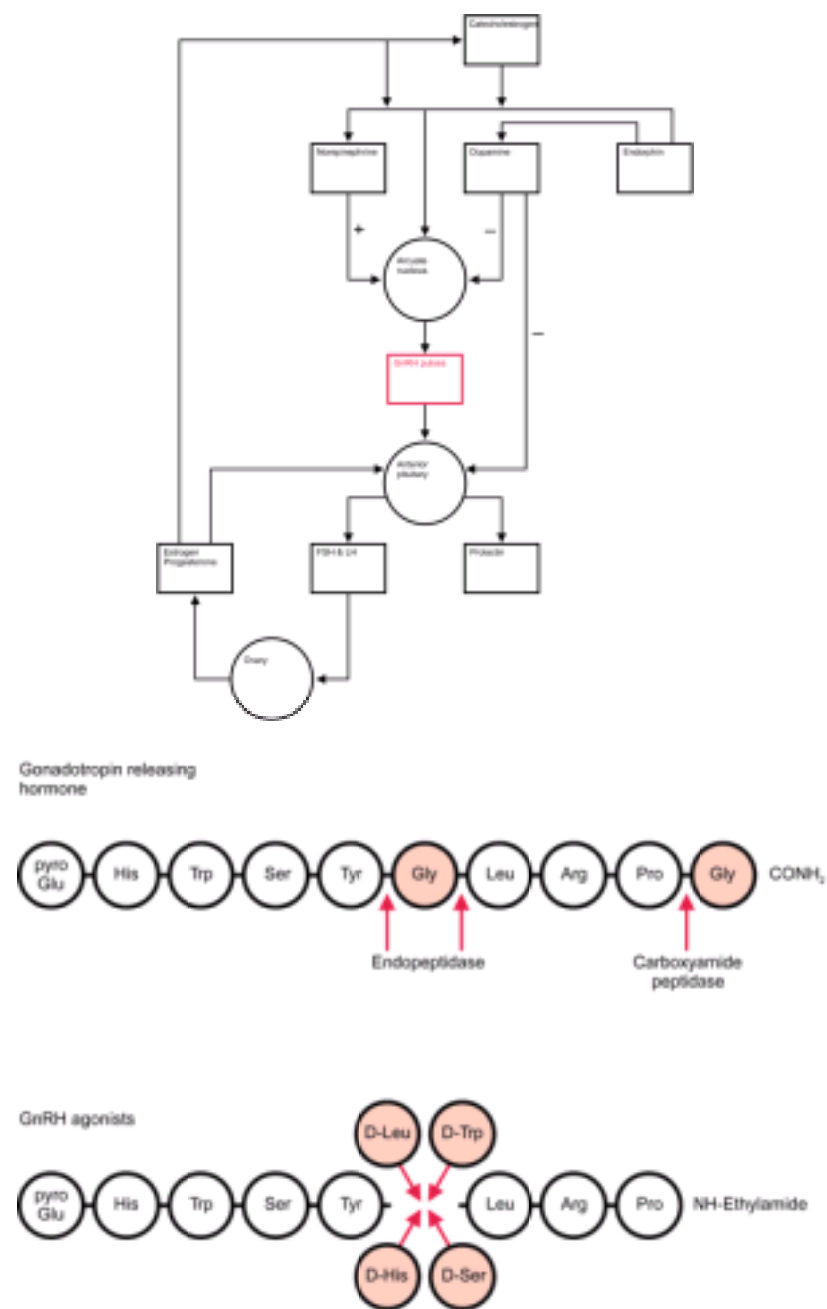 Catecholestrogen
Norepinephrine
Dopamine
Endorphin
+
–
Arcuate
nucleus
–
GnRH pulses
Anterior
pituitary
Estrogen
Progesterone
FSH & LH
Prolactin
Ovary
Gonadotropin releasing
hormone
pyro
Glu
His
Trp
Ser
Tyr
Gly
Leu
Arg
Pro
Gly
CONH₂
Endopeptidase
Carboxyamide
peptidase
GnRH agonists
D-Leu
D-Trp
pyro
Glu
His
Trp
Ser
Tyr
Leu
Arg
Pro
NH-Ethylamide
D-His
D-Ser